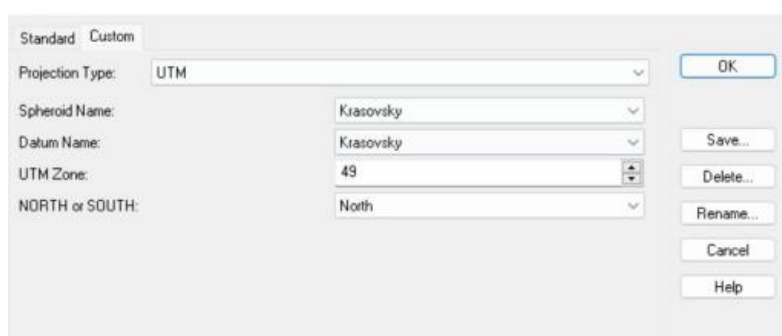 Standard Custom
Projection Type: UTM
OK
Spheroid Name: Krasovsky
Datum Name: Krasovsky
Save...
UTM Zone: 49
Delete...
NORTH or SOUTH: North
Rename...
Cancel
Help